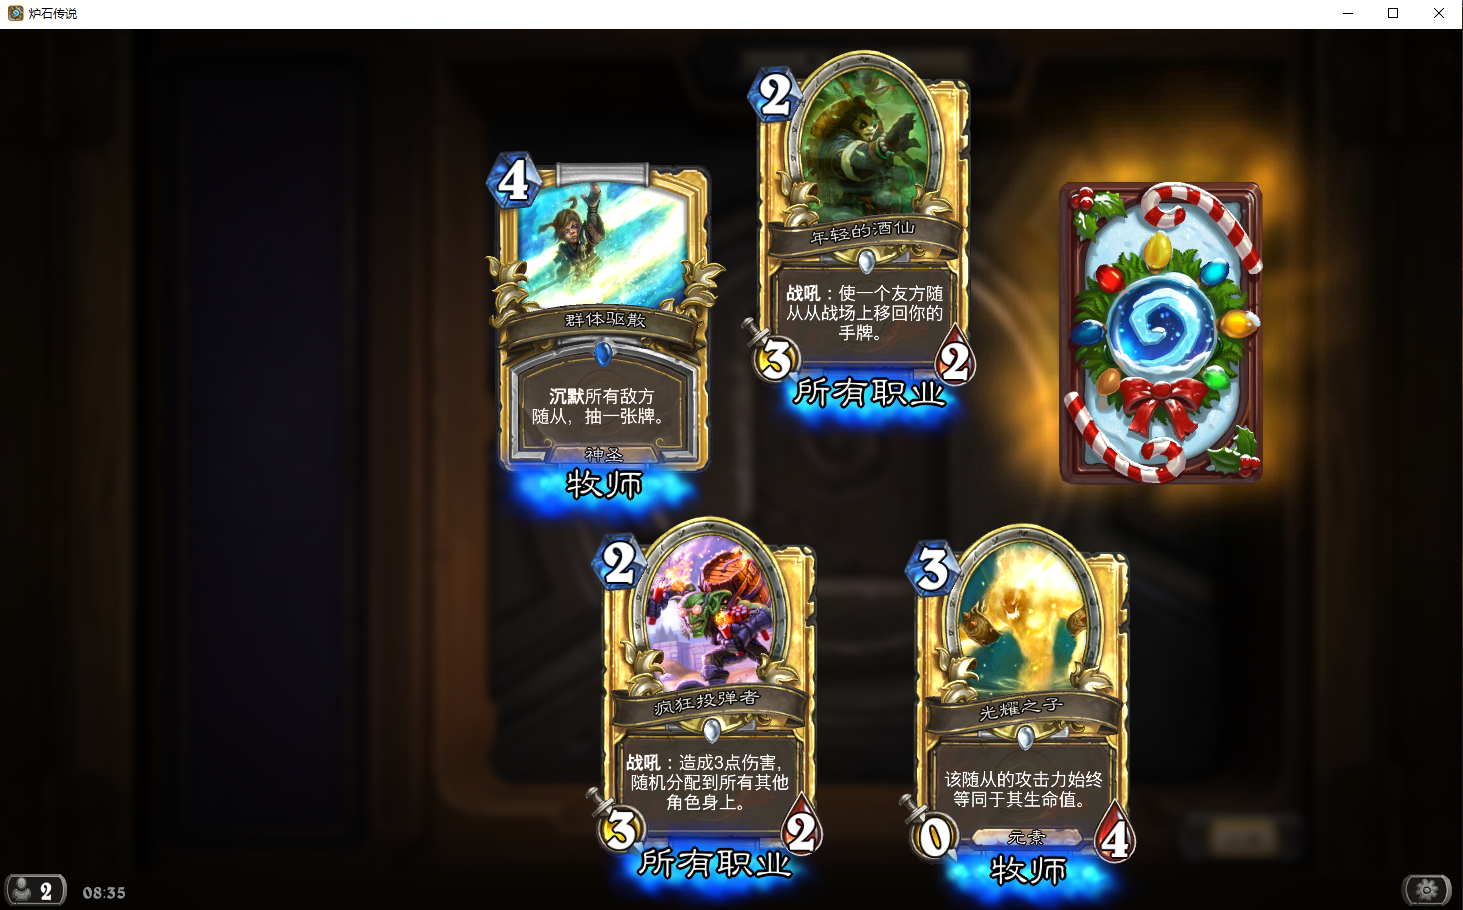 炉石传说
2
年轻的酒仙
战吼：使一个友方随
从从战场上移回你的
手牌。
3
2
所有职业
4
群体驱散
沉默所有敌方
随从，抽一张牌。
神圣
牧师
2
疯狂投弹者
战吼：造成3点伤害，
随机分配到所有其他
角色身上。
3
2
所有职业
3
光耀之子
该随从的攻击力始终
等同于其生命值。
元素
0
4
牧师
2
08:35